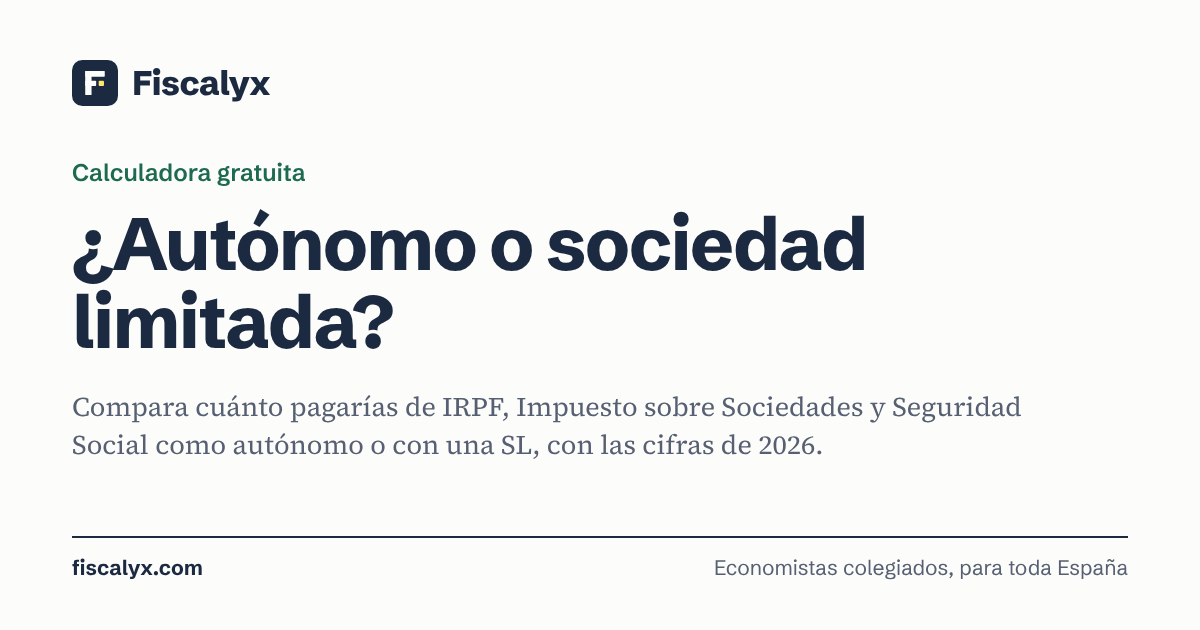 F Fiscalyx
Calculadora gratuita
¿Autónomo o sociedad
limitada?
Compara cuánto pagarías de IRPF, Impuesto sobre Sociedades y Seguridad
Social como autónomo o con una SL, con las cifras de 2026.
fiscalyx.com
Economistas colegiados, para toda España